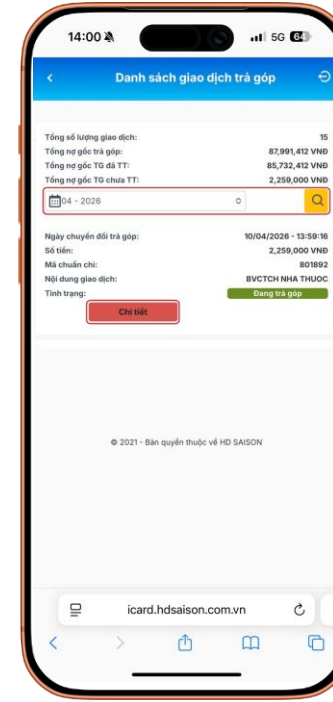 14:00 5G 64
Danh sách giao dịch trả góp
Tổng số lượng giao dịch: 15
Tổng nợ gốc trả góp: 87,991,412 VNĐ
Tổng nợ gốc TG đã TT: 85,732,412 VNĐ
Tổng nợ gốc TG chưa TT: 2,259,000 VNĐ
04 - 2026
Ngày chuyển đổi trả góp: 10/04/2026 - 13:59:16
Số tiền: 2,259,000 VNĐ
Mã chuẩn chi: 801892
Nội dung giao dịch: BVCTCH NHA THUOC
Tình trạng: Đang trả góp
Chi tiết
© 2021 - Bản quyền thuộc về HD SAISON
icard.hdsaison.com.vn